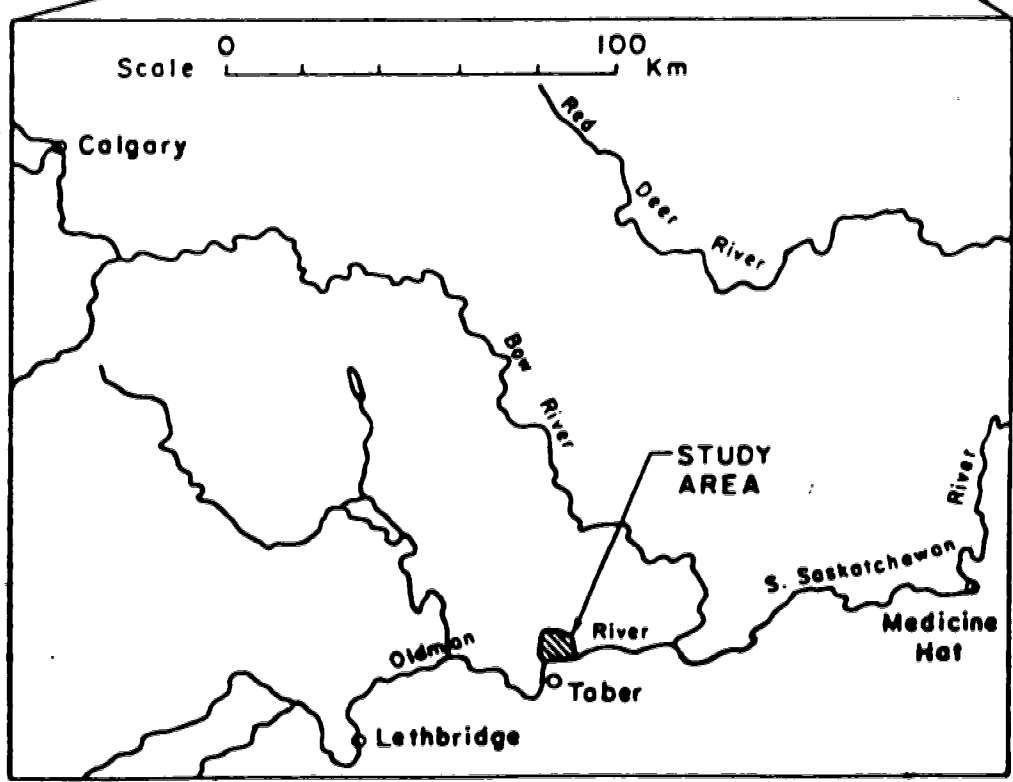 0 100
Scale Km
Red
Deer
River
Calgary
Bow
River
STUDY
AREA
River
S. Saskatchewan
Medicine
Hat
Oldman
River
Taber
Lethbridge